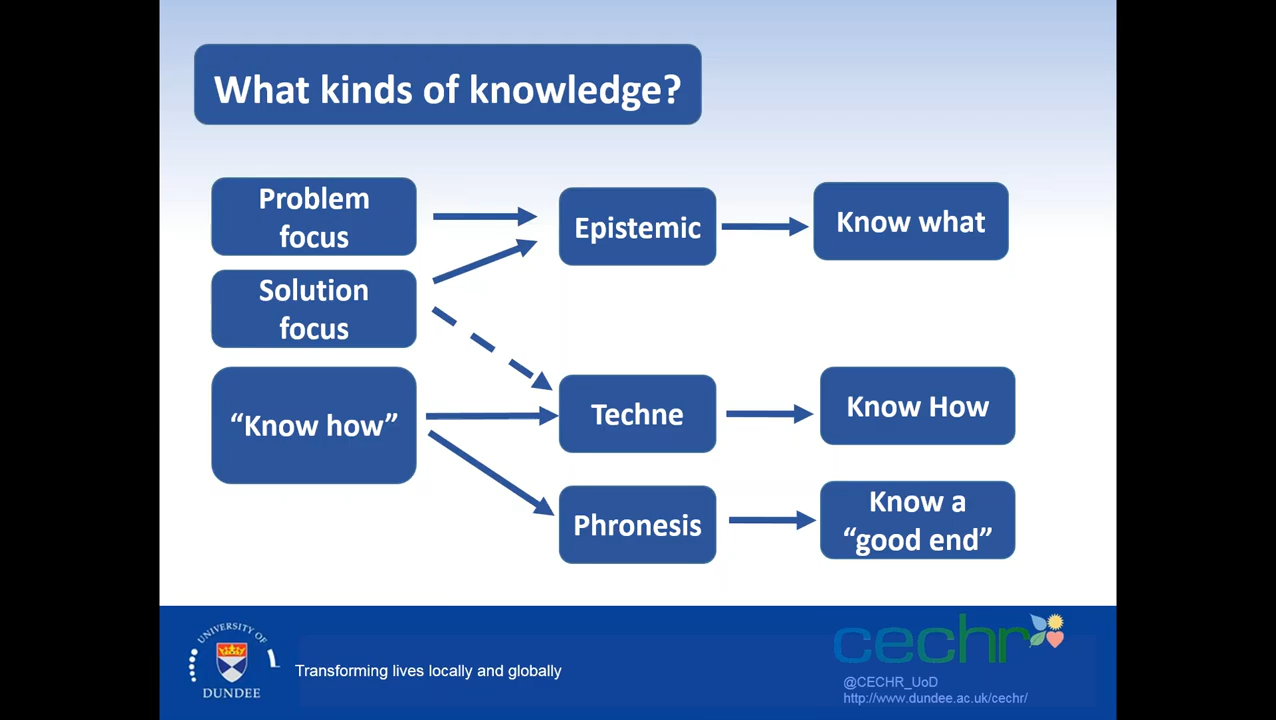 What kinds of knowledge?
Problem
focus
Epistemic
Know what
Solution
focus
“Know how”
Techne
Know How
Phronesis
Know a
“good end”
UNIVERSITY OF
DUNDEE
Transforming lives locally and globally
cechr
@CECHR_UoD
http://www.dundee.ac.uk/cechr/